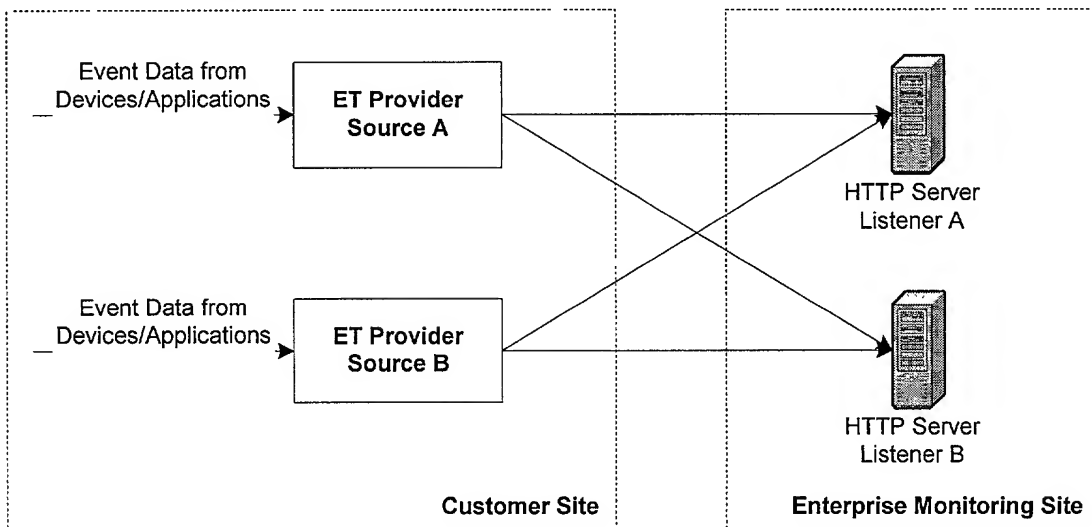 Event Data from
Devices/Applications
ET Provider
Source A
HTTP Server
Listener A
Event Data from
Devices/Applications
ET Provider
Source B
HTTP Server
Listener B
Customer Site
Enterprise Monitoring Site